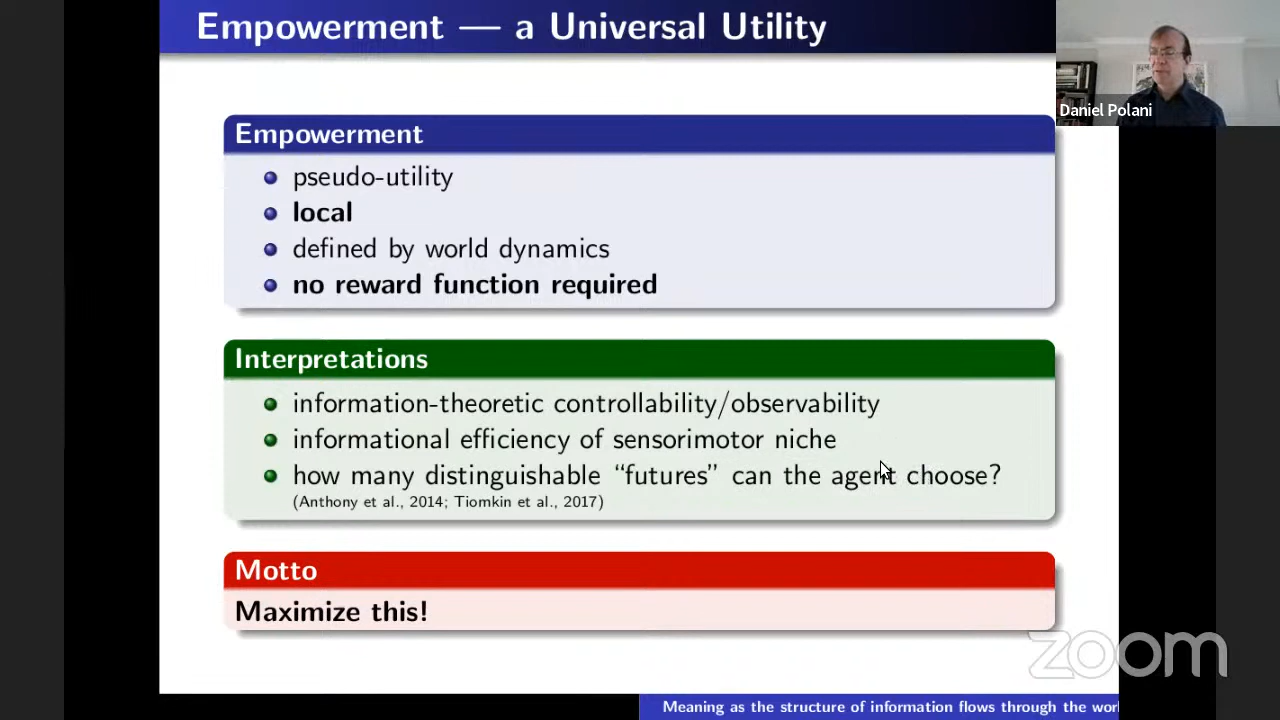 Empowerment — a Universal Utility
Daniel Polani
Empowerment
pseudo-utility
local
defined by world dynamics
no reward function required
Interpretations
information-theoretic controllability/observability
informational efficiency of sensorimotor niche
how many distinguishable “futures” can the agent choose?
(Anthony et al., 2014; Tiomkin et al., 2017)
Motto
Maximize this!
zoom
Meaning as the structure of information flows through the wor